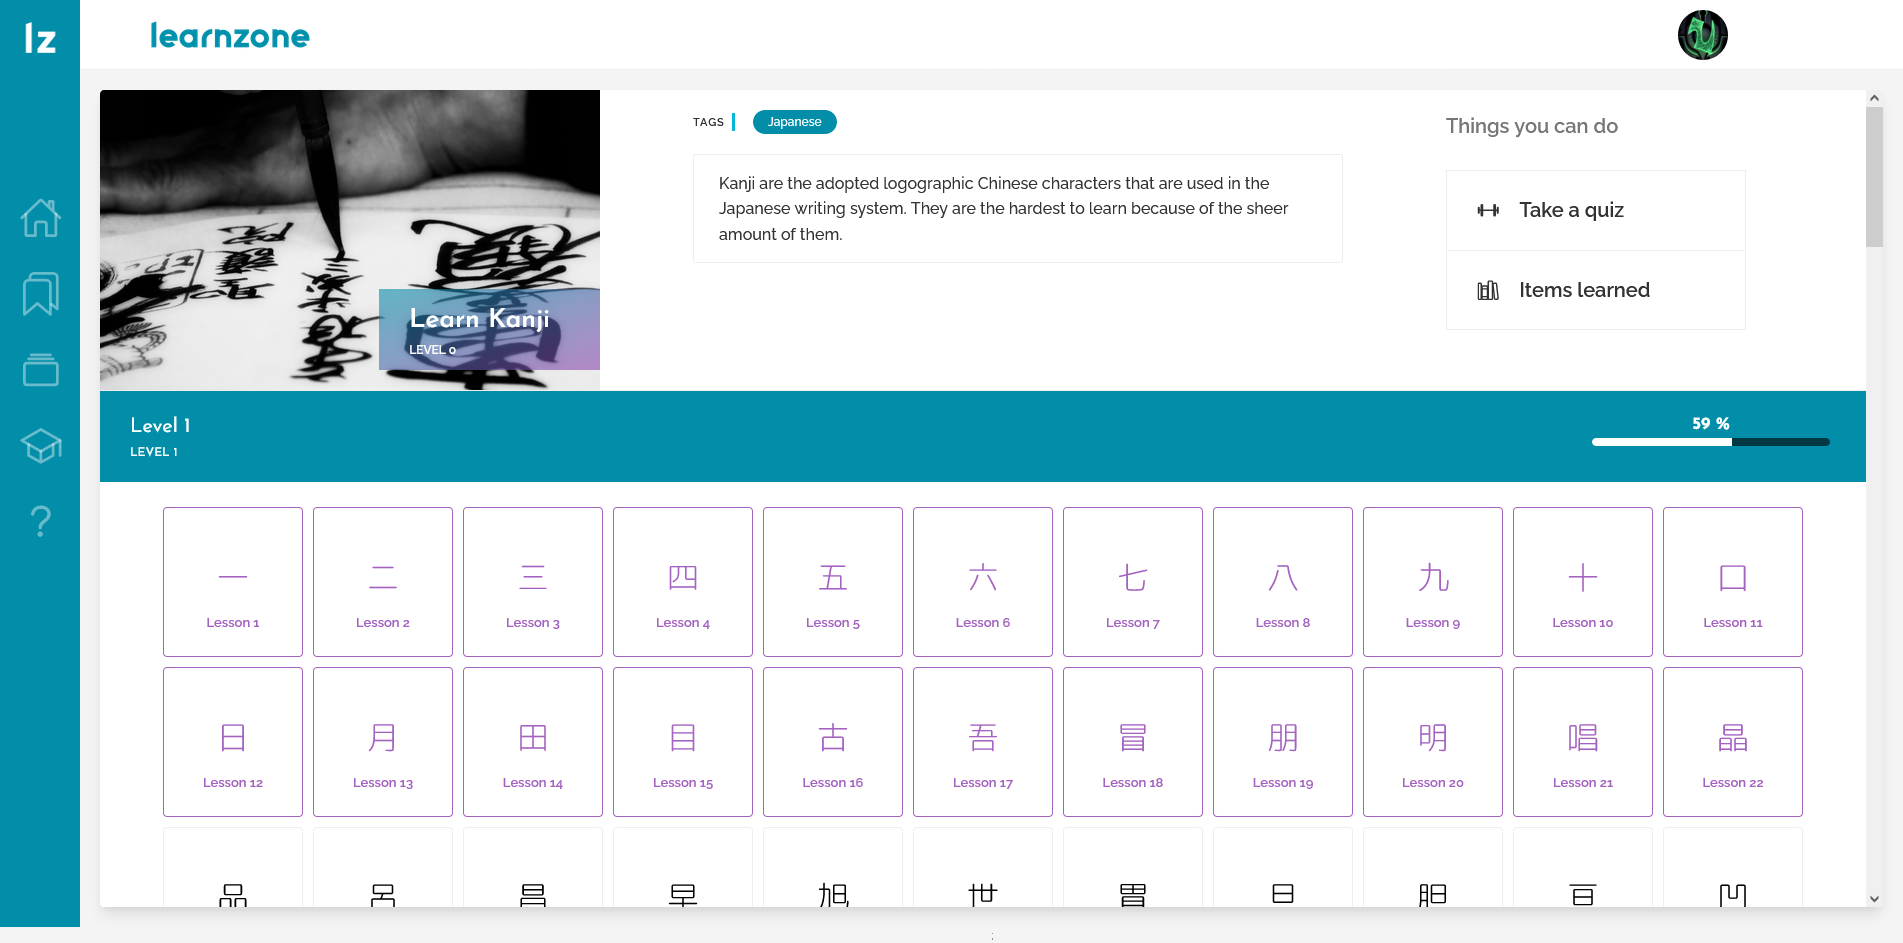 lz
learnzone
TAGS
Japanese
Kanji are the adopted logographic Chinese characters that are used in the
Japanese writing system. They are the hardest to learn because of the sheer
amount of them.
Things you can do
Take a quiz
Items learned
Learn Kanji
LEVEL 0
Level 1
LEVEL 1
59 %
一 二 三 四 五 六 七 八 九 十 口
Lesson 1 Lesson 2 Lesson 3 Lesson 4 Lesson 5 Lesson 6 Lesson 7 Lesson 8 Lesson 9 Lesson 10 Lesson 11
日 月 田 目 古 吾 冒 朋 明 唱 晶
Lesson 12 Lesson 13 Lesson 14 Lesson 15 Lesson 16 Lesson 17 Lesson 18 Lesson 19 Lesson 20 Lesson 21 Lesson 22
品 呂 昌 早 旭 世 胃 旦 胆 亘 凹
;